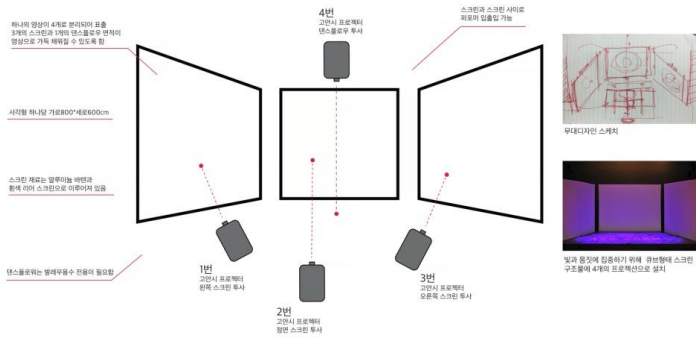 하나의 영상이 4개로 분리되어 표출
3개의 스크린과 1개의 댄스플로우 면적이
영상으로 가득 채워질 수 있도록 함
4번
고안시 프로젝터
댄스플로우 투사
스크린과 스크린 사이로
퍼포머 입출입 가능
사각형 하나당 가로800*세로600cm
무대디자인 스케치
스크린 재료는 알루미늄 바텐과
흰색 리어 스크린으로 이루어져 있음
댄스플로워는 발레무용수 전용이 필요함
1번
고안시 프로젝터
왼쪽 스크린 투사
2번
고안시 프로젝터
정면 스크린 투사
3번
고안시 프로젝터
오른쪽 스크린 투사
빛과 몸짓에 집중하기 위해 큐브형태 스크린
구조물에 4개의 프로젝션으로 설치